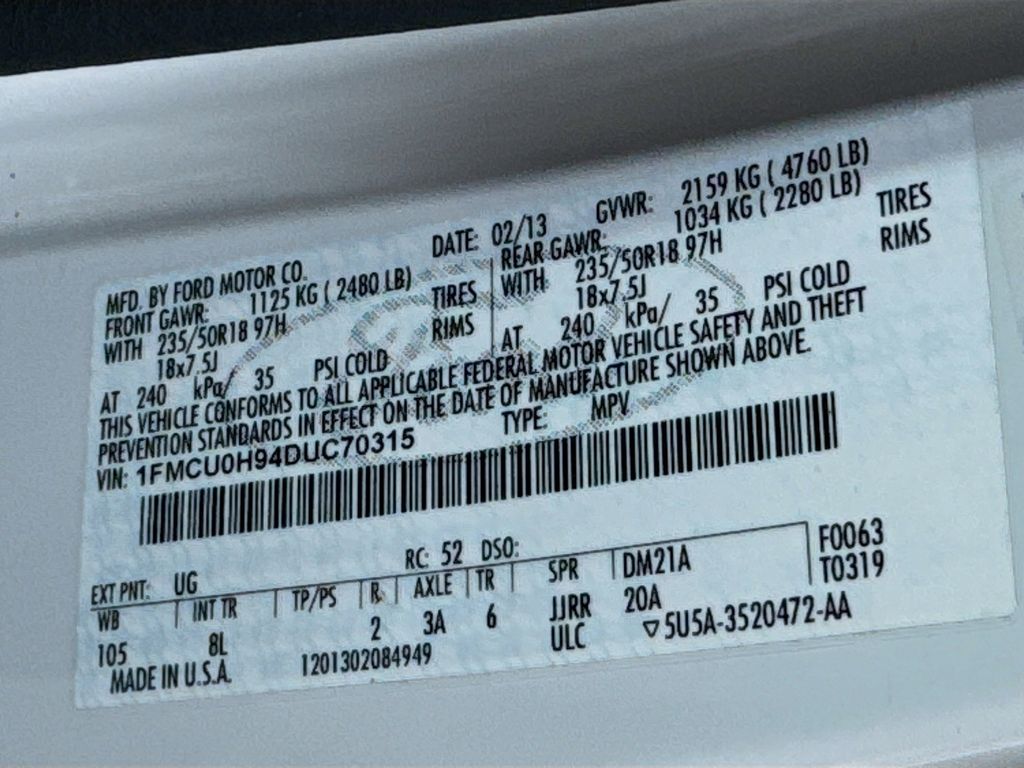 MFD. BY FORD MOTOR CO.
DATE: 02/13 GVWR: 2159 KG ( 4760 LB)
FRONT GAWR: 1125 KG ( 2480 LB)
WITH 235/50R18 97H TIRES
18x7.5J RIMS
AT 240 kPa/ 35 PSI COLD
REAR GAWR: 1034 KG ( 2280 LB)
WITH 235/50R18 97H TIRES
18x7.5J RIMS
AT 240 kPa/ 35 PSI COLD
THIS VEHICLE CONFORMS TO ALL APPLICABLE FEDERAL MOTOR VEHICLE SAFETY AND THEFT
PREVENTION STANDARDS IN EFFECT ON THE DATE OF MANUFACTURE SHOWN ABOVE.
VIN: 1FMCU0H94DUC70315 TYPE: MPV
EXT PNT: UG RC: 52 DSO:
WB INT TR TP/PS R. AXLE TR SPR DM21A F0063
105 8L 2 3A 6 JJRR 20A T0319
MADE IN U.S.A. 1201302084949 ULC ▽5U5A-3520472-AA